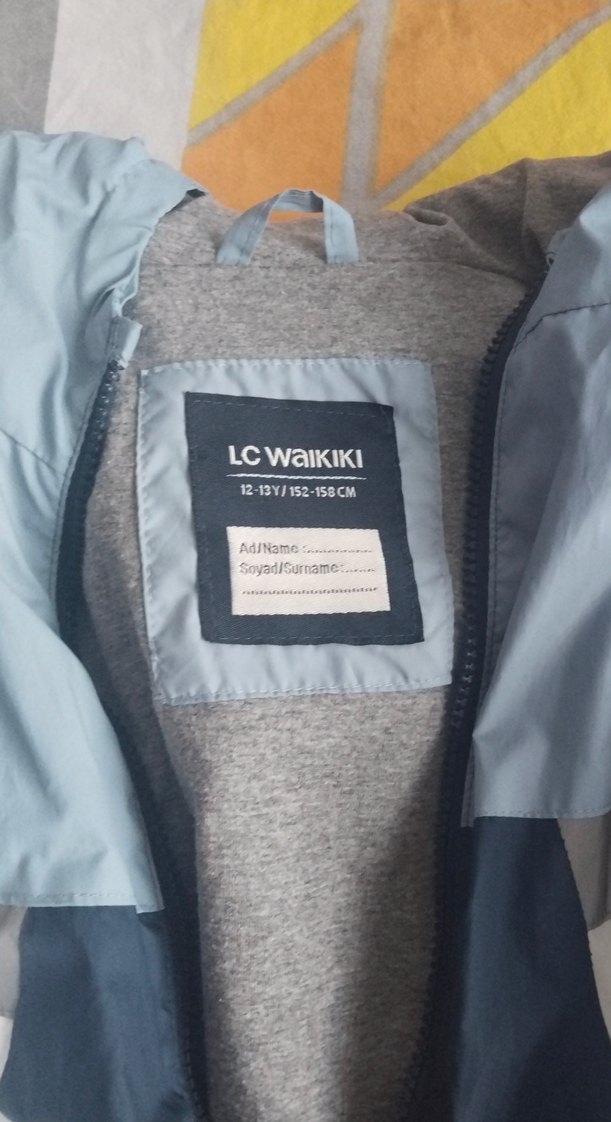 LC WAIKIKI
12-13Y / 152-158 CM
Ad/Name :..............
Soyad/Surname:.......